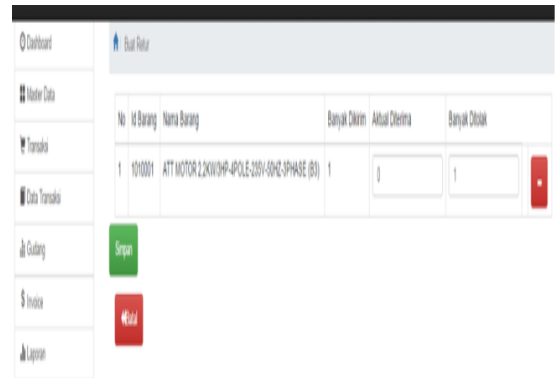 Dashboard
Buat Retur
Master Data
Transaksi
Data Transaksi
Gudang
Invoice
Laporan
No Id Barang Nama Barang Banyak Dikirim Aktual Diterima Banyak Ditolak
1 1010001 ATT MOTOR 2,2KW/3HP-4POLE-220V-50HZ-3PHASE (B3) 1 0 1
Simpan
Batal